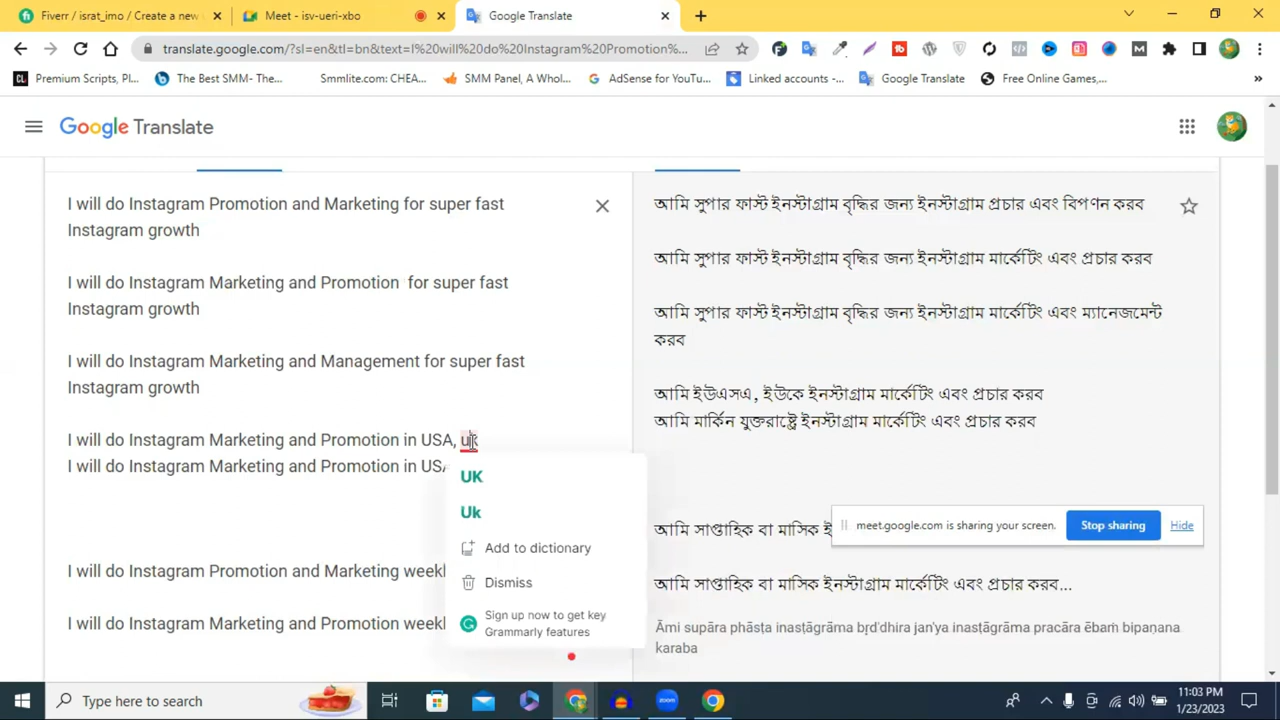 Fiverr / israt_imo / Create a new
Meet - isv-ueri-xbo
Google Translate
translate.google.com/?sl=en&tl=bn&text=I%20will%20do%20Instagram%20Promotion%...
Premium Scripts, Pl...
The Best SMM- The...
Smmlite.com: CHEA...
SMM Panel, A Whol...
AdSense for YouTu...
Linked accounts -...
Google Translate
Free Online Games,...
»
Google Translate
I will do Instagram Promotion and Marketing for super fast
Instagram growth
I will do Instagram Marketing and Promotion for super fast
Instagram growth
I will do Instagram Marketing and Management for super fast
Instagram growth
I will do Instagram Marketing and Promotion in USA, uk
I will do Instagram Marketing and Promotion in USA
I will do Instagram Promotion and Marketing weekl
I will do Instagram Marketing and Promotion weekl
UK
Uk
Add to dictionary
Dismiss
Sign up now to get key
Grammarly features
আমি সুপার ফাস্ট ইনস্টাগ্রাম বৃদ্ধির জন্য ইনস্টাগ্রাম প্রচার এবং বিপণন করব
আমি সুপার ফাস্ট ইনস্টাগ্রাম বৃদ্ধির জন্য ইনস্টাগ্রাম মার্কেটিং এবং প্রচার করব
আমি সুপার ফাস্ট ইনস্টাগ্রাম বৃদ্ধির জন্য ইনস্টাগ্রাম মার্কেটিং এবং ম্যানেজমেন্ট
করব
আমি ইউএসএ, ইউকে ইনস্টাগ্রাম মার্কেটিং এবং প্রচার করব
আমি মার্কিন যুক্তরাষ্ট্রে ইনস্টাগ্রাম মার্কেটিং এবং প্রচার করব
আমি সাপ্তাহিক বা মাসিক ই
আমি সাপ্তাহিক বা মাসিক ইনস্টাগ্রাম মার্কেটিং এবং প্রচার করব...
Āmi supāra phāsṭa inasṭāgrāma br̥d'dhira jan'ya inasṭāgrāma pracāra ēbaṁ bipaṇana
karaba
meet.google.com is sharing your screen.
Stop sharing
Hide
Type here to search
11:03 PM
1/23/2023